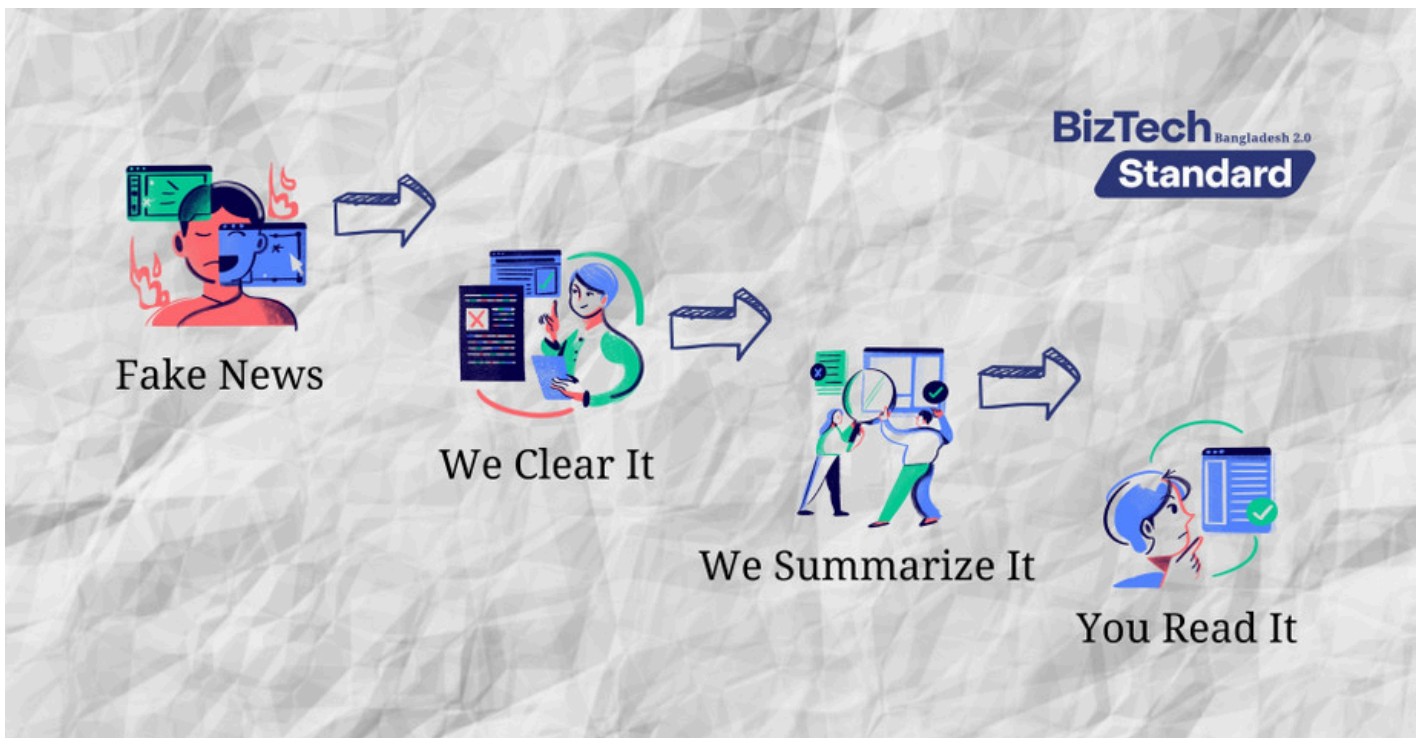 BizTech Bangladesh 2.0
Standard
Fake News
We Clear It
We Summarize It
You Read It